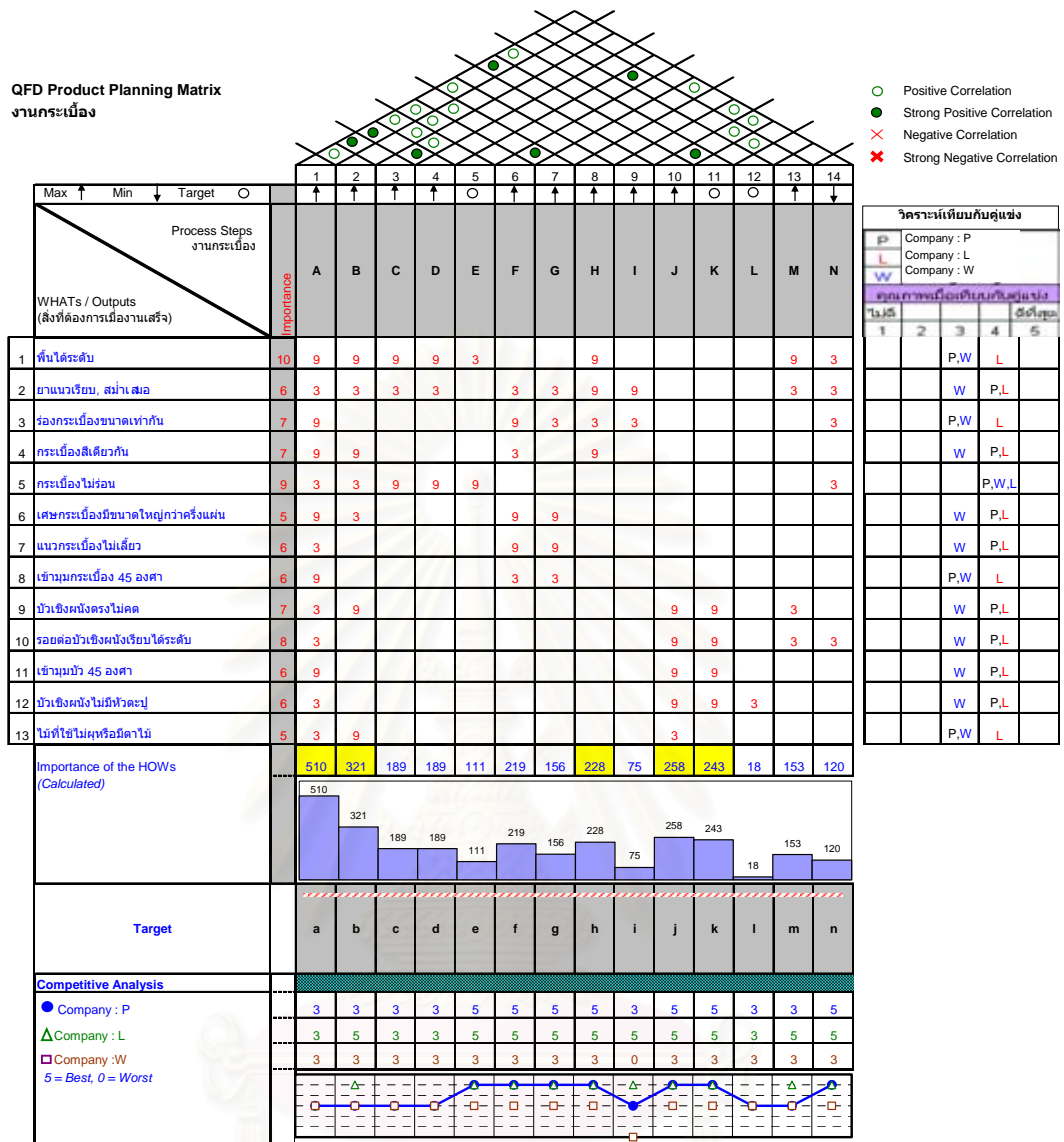 QFD Product Planning Matrix
งานกระเบื้อง
Positive Correlation
Strong Positive Correlation
Negative Correlation
Strong Negative Correlation
1 2 3 4 5 6 7 8 9 10 11 12 13 14
Max Min Target
Process Steps
งานกระเบื้อง
WHATs / Outputs
(สิ่งที่ต้องการเมื่องานเสร็จ)
Importance
A B C D E F G H I J K L M N
วิเคราะห์เทียบกับคู่แข่ง
P Company : P
L Company : L
W Company : W
คุณภาพเมื่อเทียบกับคู่แข่ง
ไม่ดี ดีที่สุด
1 2 3 4 5
1 พื้นได้ระดับ 10 9 9 9 9 3 9 9 3 P,W L
2 ยาแนวเรียบ, สม่ำเสมอ 6 3 3 3 3 3 3 9 9 3 3 W P,L
3 ร่องกระเบื้องขนาดเท่ากัน 7 9 9 3 3 3 3 P,W L
4 กระเบื้องสีเดียวกัน 7 9 9 3 9 W P,L
5 กระเบื้องไม่ร่อน 9 3 3 9 9 9 3 P,W,L
6 เศษกระเบื้องมีขนาดใหญ่กว่าครึ่งแผ่น 5 9 3 9 9 W P,L
7 แนวกระเบื้องไม่เลี้ยว 6 3 9 9 W P,L
8 เข้ามุมกระเบื้อง 45 องศา 6 9 3 3 P,W L
9 บัวเชิงผนังตรงไม่คต 7 3 9 9 9 3 W P,L
10 รอยต่อบัวเชิงผนังเรียบได้ระดับ 8 3 9 9 3 3 W P,L
11 เข้ามุมบัว 45 องศา 6 9 9 9 W P,L
12 บัวเชิงผนังไม่มีหัวตะปู 6 3 9 9 3 W P,L
13 ไม้ที่ใช้ไม่ผุหรือมีตาไม้ 5 3 9 3 P,W L
Importance of the HOWs 510 321 189 189 111 219 156 228 75 258 243 18 153 120
(Calculated)
510 321 189 189 111 219 156 228 75 258 243 18 153 120
Target a b c d e f g h i j k l m n
Competitive Analysis
Company : P 3 3 3 3 5 5 5 5 3 5 5 3 3 5
Company : L 3 5 3 3 5 5 5 5 5 5 5 3 5 5
Company :W 3 3 3 3 3 3 3 3 0 3 3 3 3 3
5 = Best, 0 = Worst